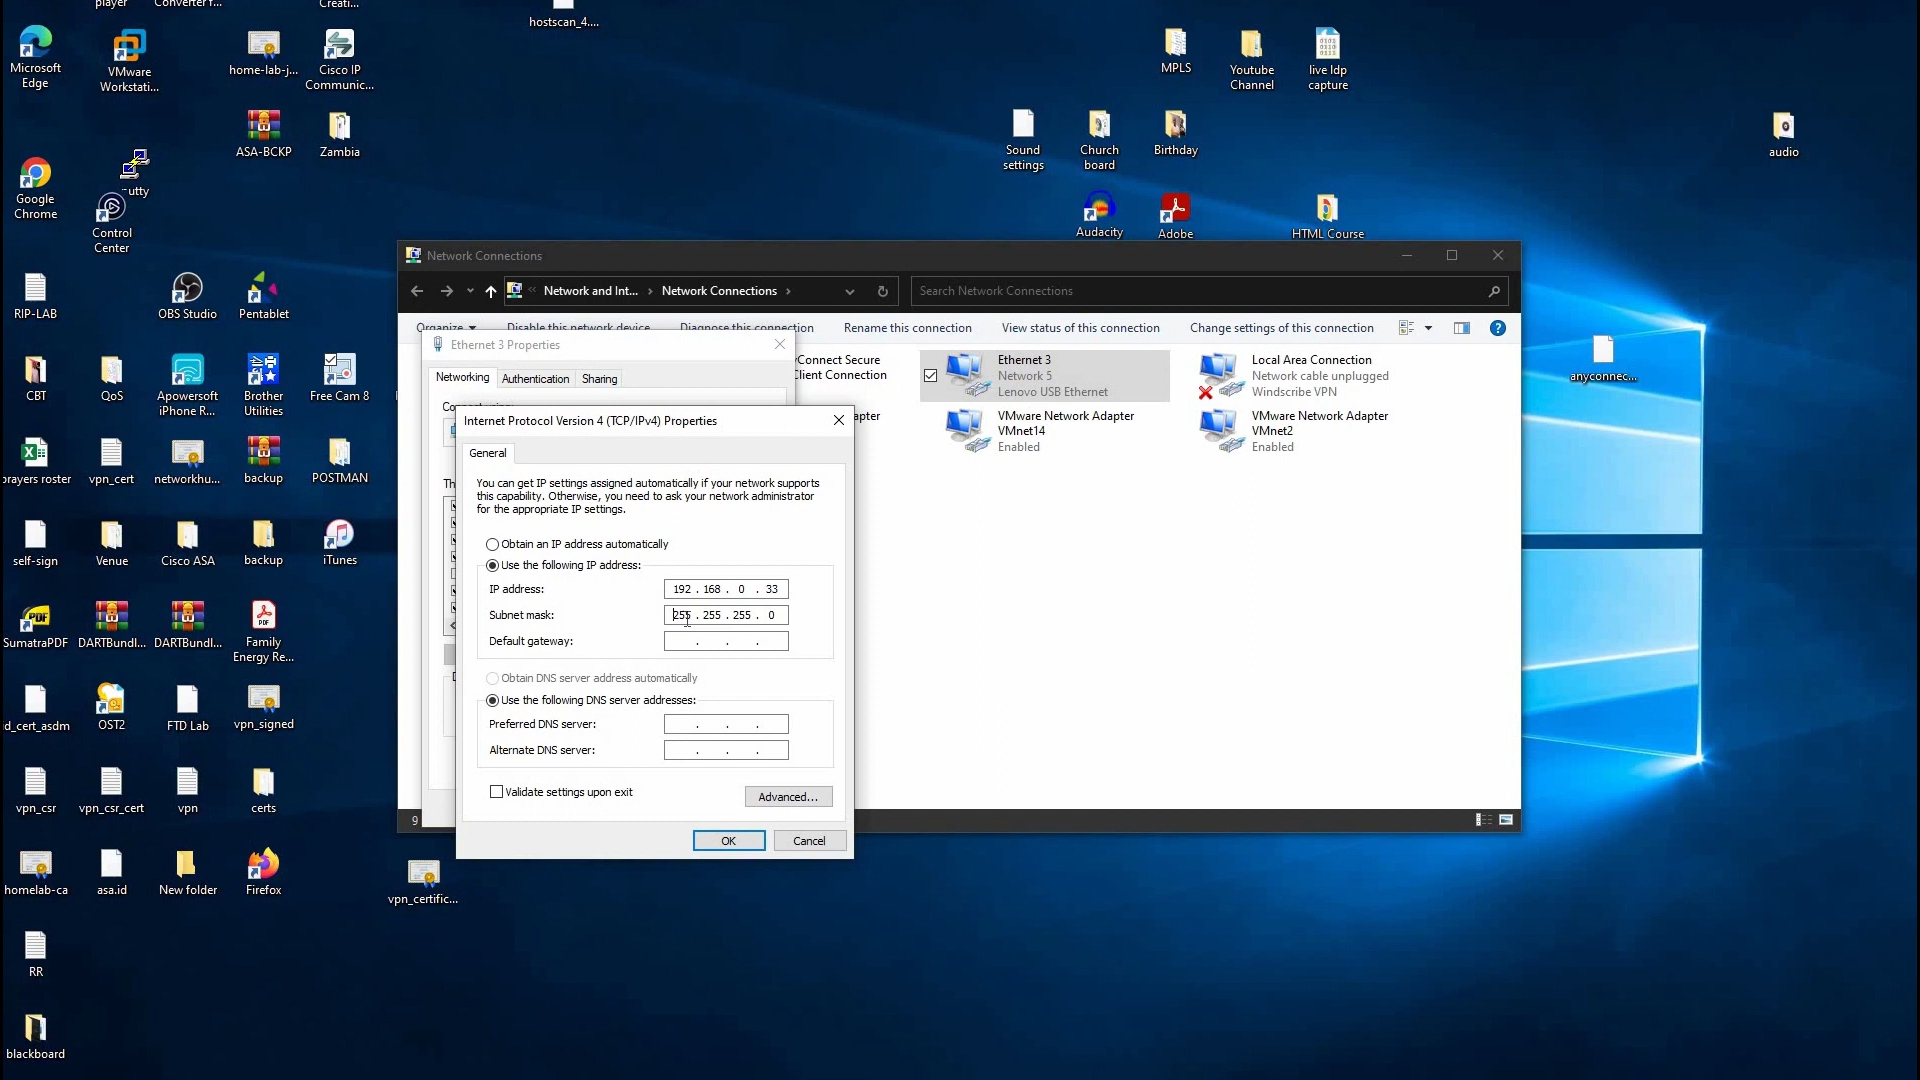 player
Converter f...
Creati...
hostscan_4....
Microsoft
Edge
VMware
Workstati...
home-lab-j...
Cisco IP
Communic...
MPLS
Youtube
Channel
live ldp
capture
ASA-BCKP
Zambia
Sound
settings
Church
board
Birthday
audio
Google
Chrome
utty
Control
Center
Audacity
Adobe
HTML Course
RIP-LAB
OBS Studio
Pentablet
anyconnec...
CBT
QoS
Apowersoft
iPhone R...
Brother
Utilities
Free Cam 8
prayers roster
vpn_cert
networkhu...
backup
POSTMAN
self-sign
Venue
Cisco ASA
backup
iTunes
SumatraPDF
DARTBundl...
DARTBundl...
Family
Energy Re...
id_cert_asdm
OST2
FTD Lab
vpn_signed
vpn_csr
vpn_csr_cert
vpn
certs
homelab-ca
asa.id
New folder
Firefox
vpn_certific...
RR
blackboard
Network Connections
Network and Int... › Network Connections ›
Search Network Connections
Organize
Disable this network device
Diagnose this connection
Rename this connection
View status of this connection
Change settings of this connection
yConnect Secure
Client Connection
Ethernet 3
Network 5
Lenovo USB Ethernet
Local Area Connection
Network cable unplugged
Windscribe VPN
VMware Network Adapter
VMnet14
Enabled
VMware Network Adapter
VMnet2
Enabled
9
Ethernet 3 Properties
Networking
Authentication
Sharing
Internet Protocol Version 4 (TCP/IPv4) Properties
General
You can get IP settings assigned automatically if your network supports
this capability. Otherwise, you need to ask your network administrator
for the appropriate IP settings.
Obtain an IP address automatically
Use the following IP address:
IP address: 192 . 168 . 0 . 33
Subnet mask: 255 . 255 . 255 . 0
Default gateway: . . .
Obtain DNS server address automatically
Use the following DNS server addresses:
Preferred DNS server: . . .
Alternate DNS server: . . .
Validate settings upon exit
Advanced...
OK
Cancel